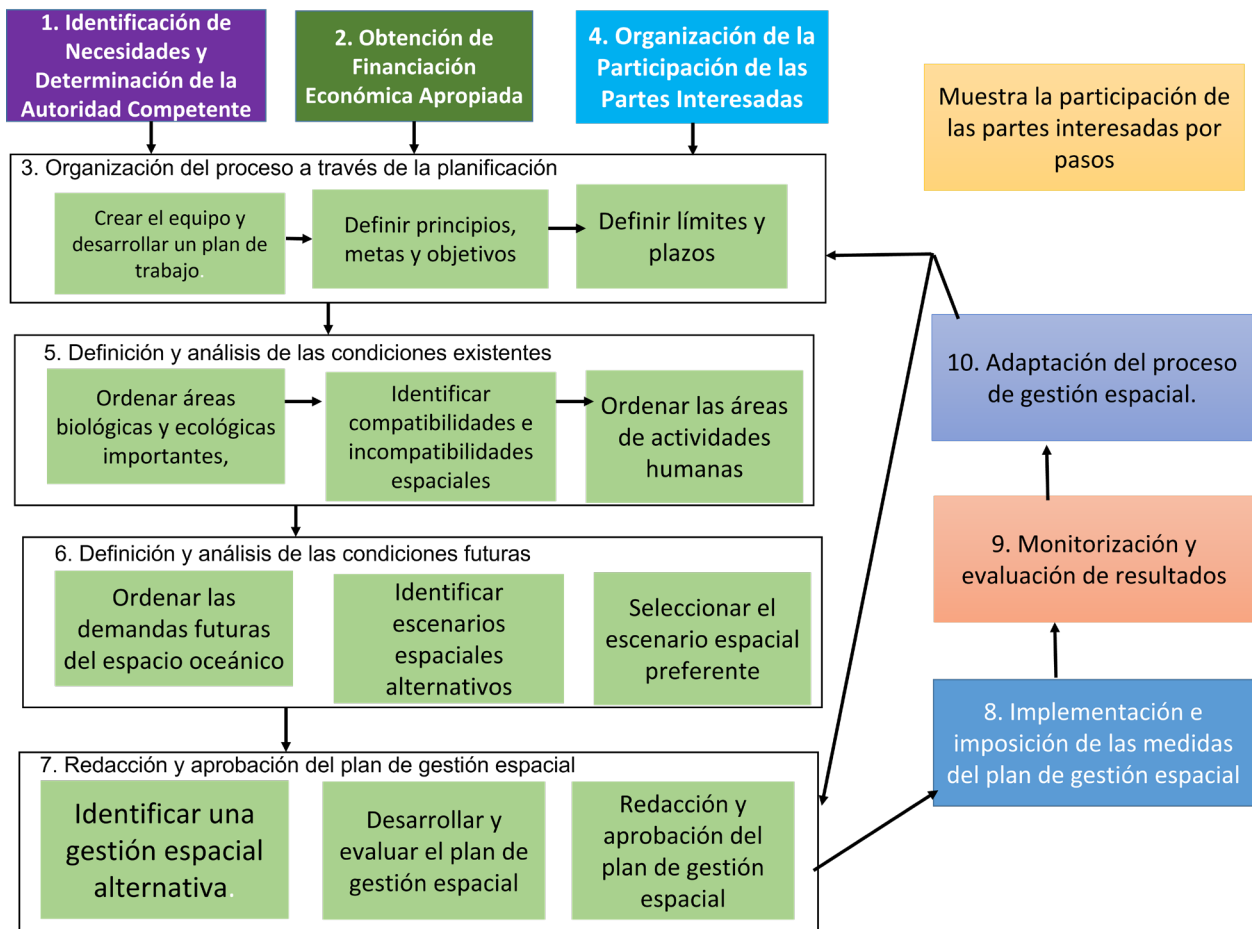 1. Identificación de
Necesidades y
Determinación de la
Autoridad Competente
2. Obtención de
Financiación
Económica Apropiada
4. Organización de la
Participación de las
Partes Interesadas
Muestra la participación de
las partes interesadas por
pasos
3. Organización del proceso a través de la planificación
Crear el equipo y
desarrollar un plan de
trabajo.
Definir principios,
metas y objetivos
Definir límites y
plazos
5. Definición y análisis de las condiciones existentes
Ordenar áreas
biológicas y ecológicas
importantes,
Identificar
compatibilidades e
incompatibilidades
espaciales
Ordenar las áreas
de actividades
humanas
10. Adaptación del proceso
de gestión espacial.
6. Definición y análisis de las condiciones futuras
Ordenar las
demandas futuras
del espacio oceánico
Identificar
escenarios
espaciales
alternativos
Seleccionar el
escenario espacial
preferente
9. Monitorización y
evaluación de resultados
7. Redacción y aprobación del plan de gestión espacial
Identificar una
gestión espacial
alternativa.
Desarrollar y
evaluar el plan de
gestión espacial
Redacción y
aprobación del
plan de gestión
espacial
8. Implementación e
imposición de las medidas
del plan de gestión espacial